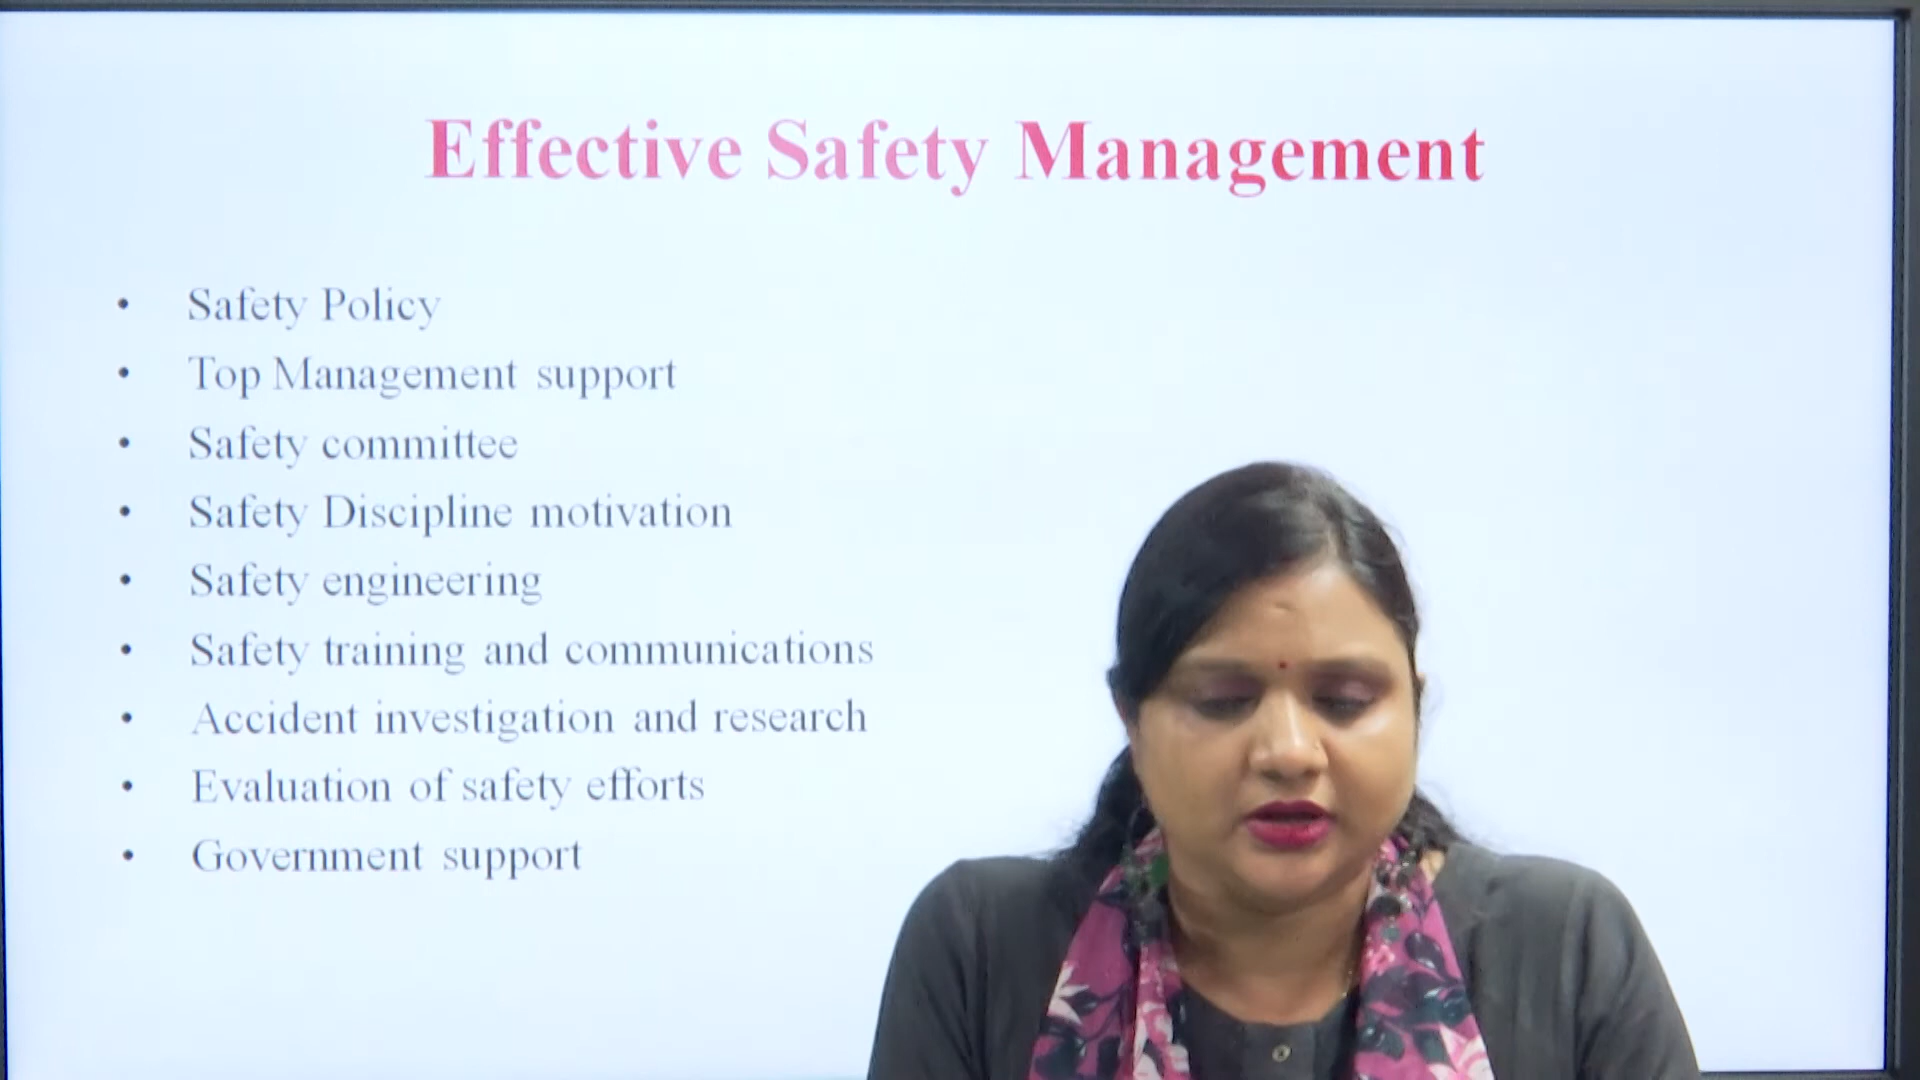 Effective Safety Management
• Safety Policy
• Top Management support
• Safety committee
• Safety Discipline motivation
• Safety engineering
• Safety training and communications
• Accident investigation and research
• Evaluation of safety efforts
• Government support